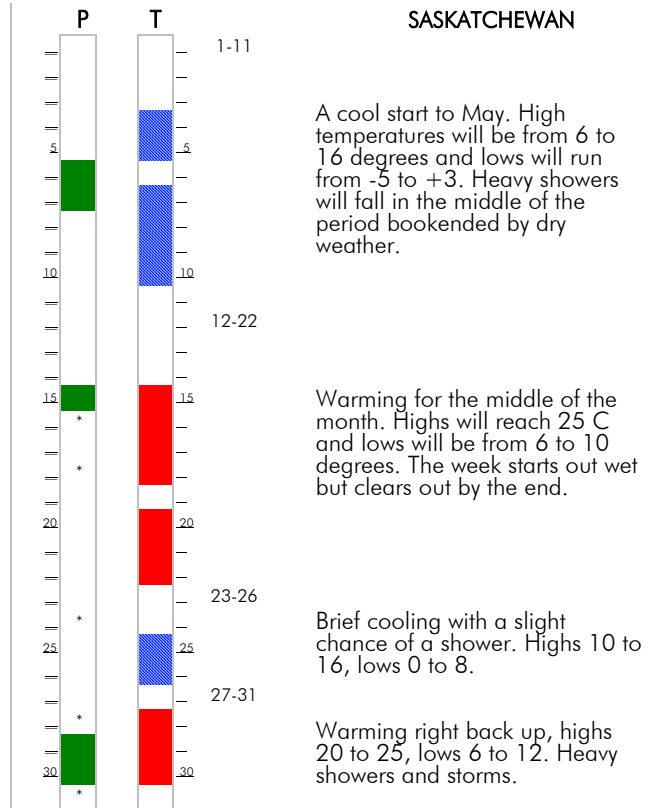 P T SASKATCHEWAN
1-11
A cool start to May. High
temperatures will be from 6 to
5 5
16 degrees and lows will run
from -5 to +3. Heavy showers
will fall in the middle of the
period bookended by dry
weather.
10 10
12-22
15 15
Warming for the middle of the
month. Highs will reach 25 C
*
and lows will be from 6 to 10
degrees. The week starts out wet
*
but clears out by the end.
20 20
23-26
*
Brief cooling with a slight
chance of a shower. Highs 10 to
25 25
16, lows 0 to 8.
27-31
*
Warming right back up, highs
20 to 25, lows 6 to 12. Heavy
30 30
showers and storms.
*